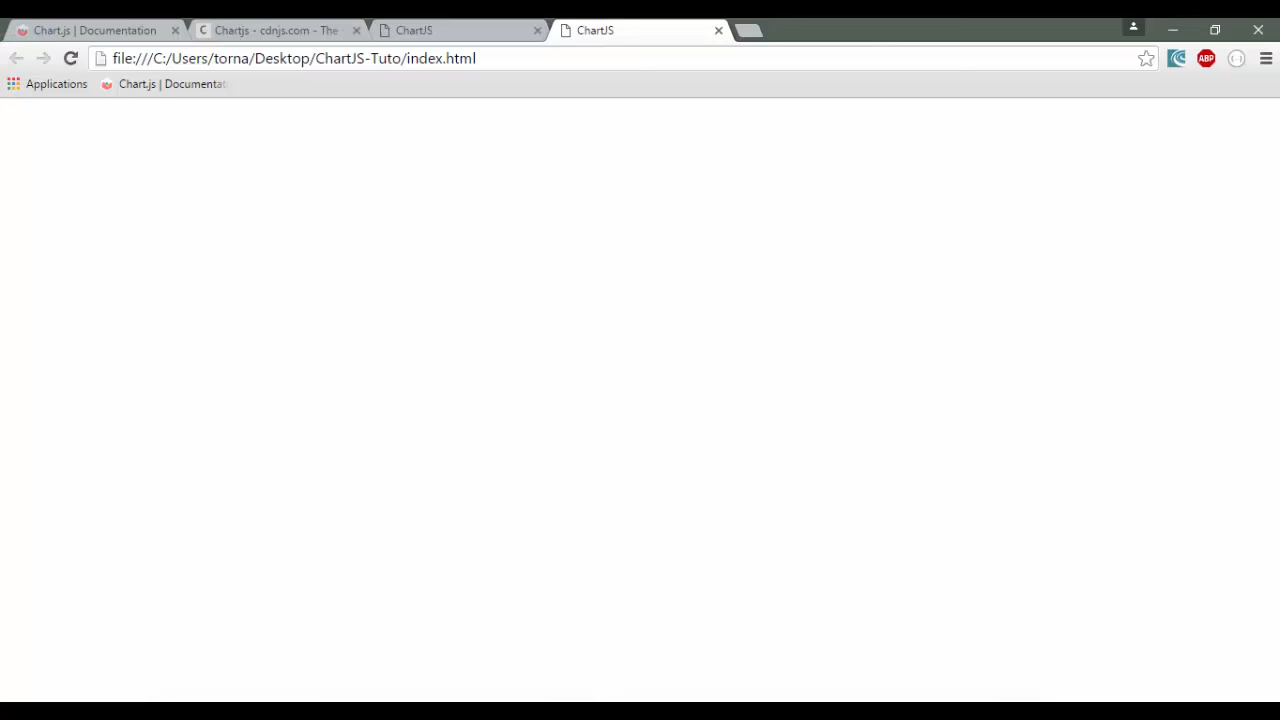 Chart.js | Documentation
Chartjs - cdnjs.com - The
ChartJS
ChartJS
file:///C:/Users/torna/Desktop/ChartJS-Tuto/index.html
ABP
Applications
Chart.js | Documentat